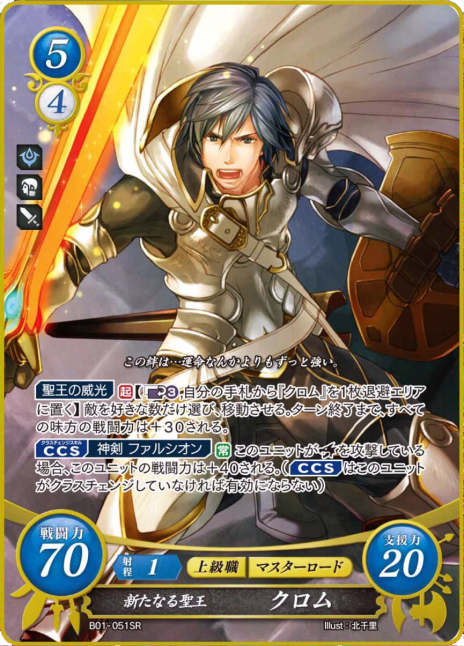 5
4
この絆は…運命なんかよりもずっと強い。
聖王の威光 起【3,自分の手札から『クロム』を1枚退避エリア
に置く】敵を好きな数だけ選び、移動させる。ターン終了まで、すべて
の味方の戦闘力は+30される。
クラスチェンジスキル
CCS 神剣 ファルシオン 常 このユニットがを攻撃している
場合、このユニットの戦闘力は+40される。(CCSはこのユニット
がクラスチェンジしていなければ有効にならない)
戦闘力
70
射程 1
上級職
マスターロード
支援力
20
新たなる聖王 クロム
B01-051SR
Illust:北千里